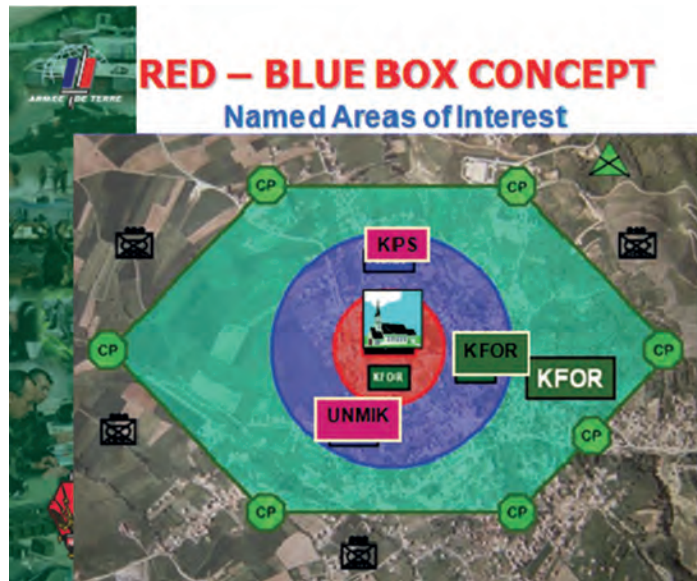 RED – BLUE BOX CONCEPT
ARMEE DE TERRE
Named Areas of Interest
CP
CP
KPS
CP
KFOR
CP
KFOR
KFOR
UNMIK
CP
CP
CP